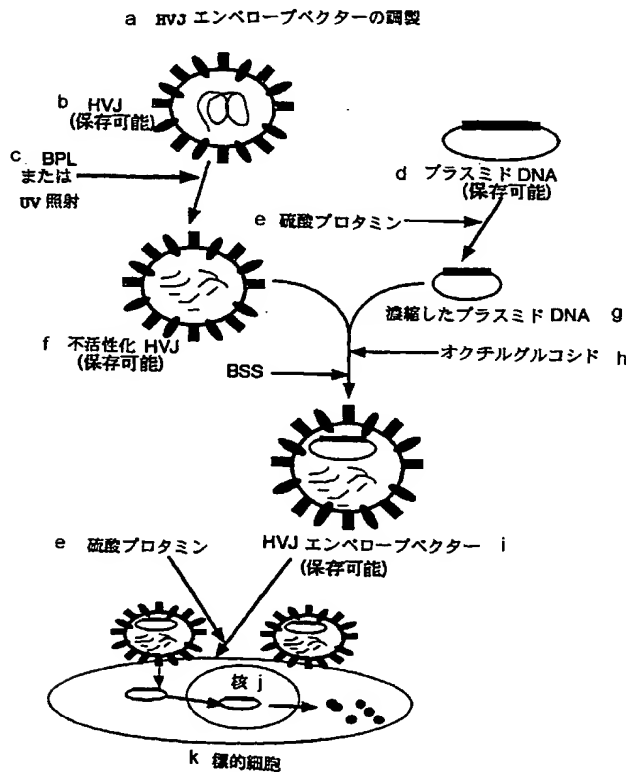 a HVJ エンベロープベクターの調製
b HVJ
(保存可能)
c BPL
または
UV 照射
d プラスミド DNA
(保存可能)
e 硫酸プロタミン
濃縮したプラスミド DNA g
f 不活性化 HVJ
(保存可能)
オクチルグルコシド h
BSS
e 硫酸プロタミン
HVJ エンベロープベクター i
(保存可能)
核 j
k 標的細胞